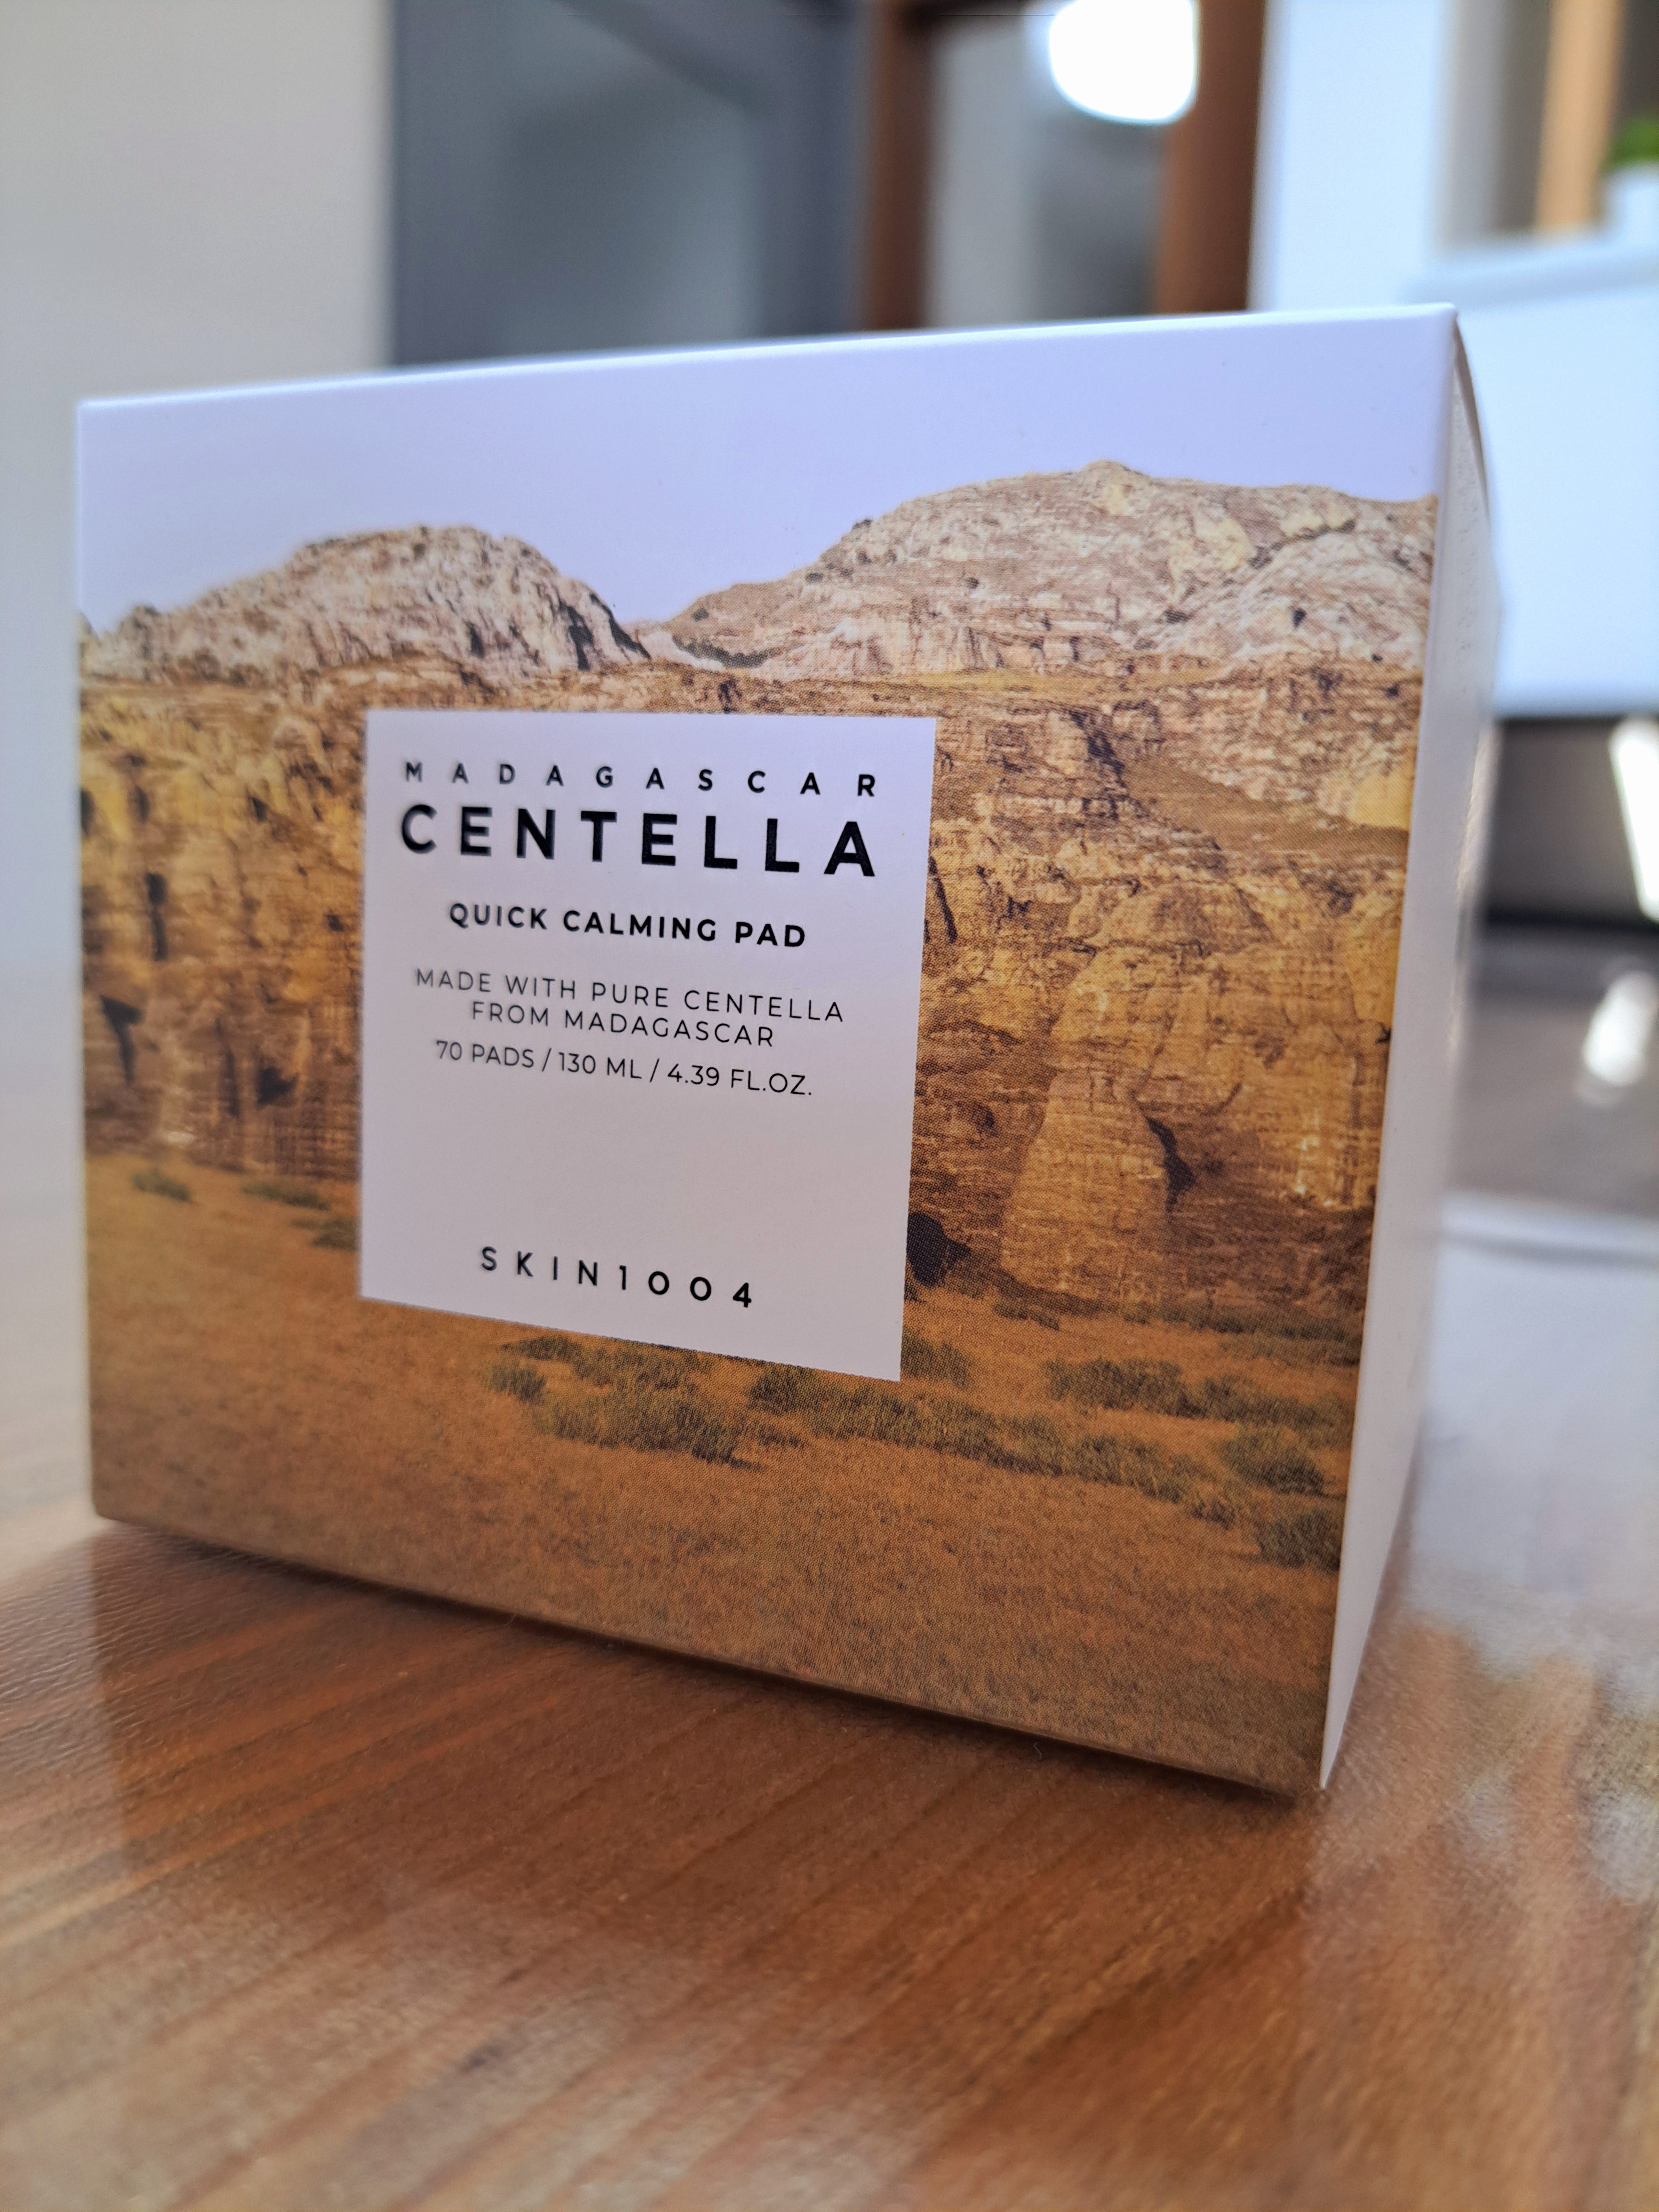 MADAGASCAR
CENTELLA
QUICK CALMING PAD
MADE WITH PURE CENTELLA
FROM MADAGASCAR
70 PADS / 130 ML / 4.39 FL.OZ.
SKIN1004